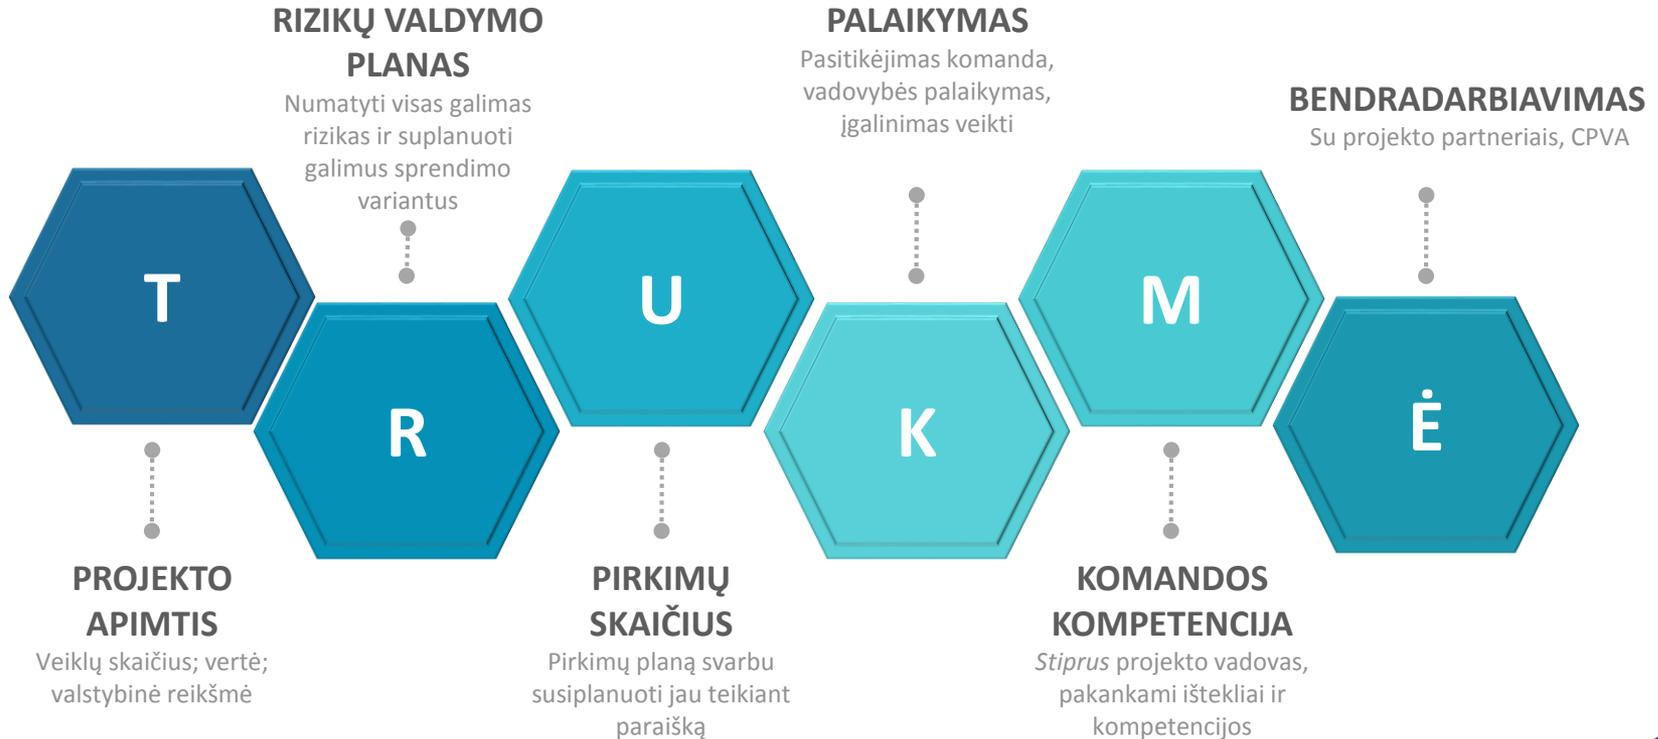 RIZIKŲ VALDYMO
PLANAS
Numatyti visas galimas
rizikas ir suplanuoti
galimus sprendimo
variantus
PALAIKYMAS
Pasitikėjimas komanda,
vadovybės palaikymas,
įgalinimas veikti
BENDRADARBIAVIMAS
Su projekto partneriais, CPVA
T
R
U
K
M
Ė
PROJEKTO
APIMTIS
Veiklų skaičius; vertė;
valstybinė reikšmė
PIRKIMŲ
SKAIČIUS
Pirkimų planą svarbu
susiplanuoti jau teikiant
paraišką
KOMANDOS
KOMPETENCIJA
Stiprus projekto vadovas,
pakankami ištekliai ir
kompetencijos